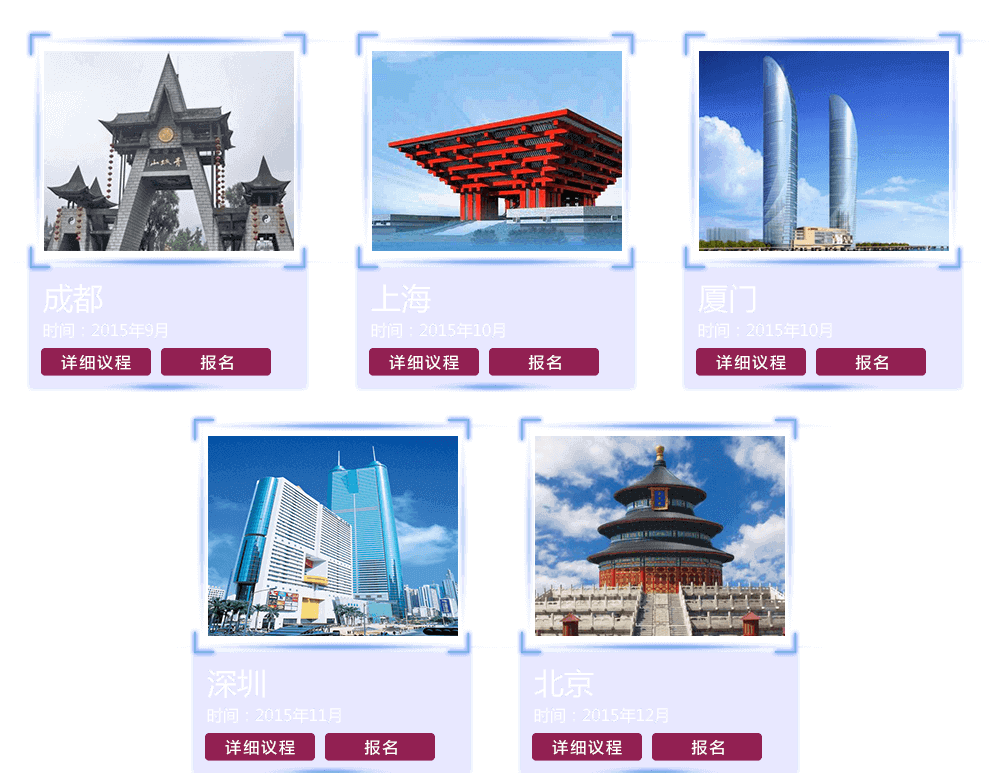 山城青
成都
时间：2015年9月
详细议程 报名
上海
时间：2015年10月
详细议程 报名
厦门
时间：2015年10月
详细议程 报名
深圳
时间：2015年11月
详细议程 报名
北京
时间：2015年12月
详细议程 报名